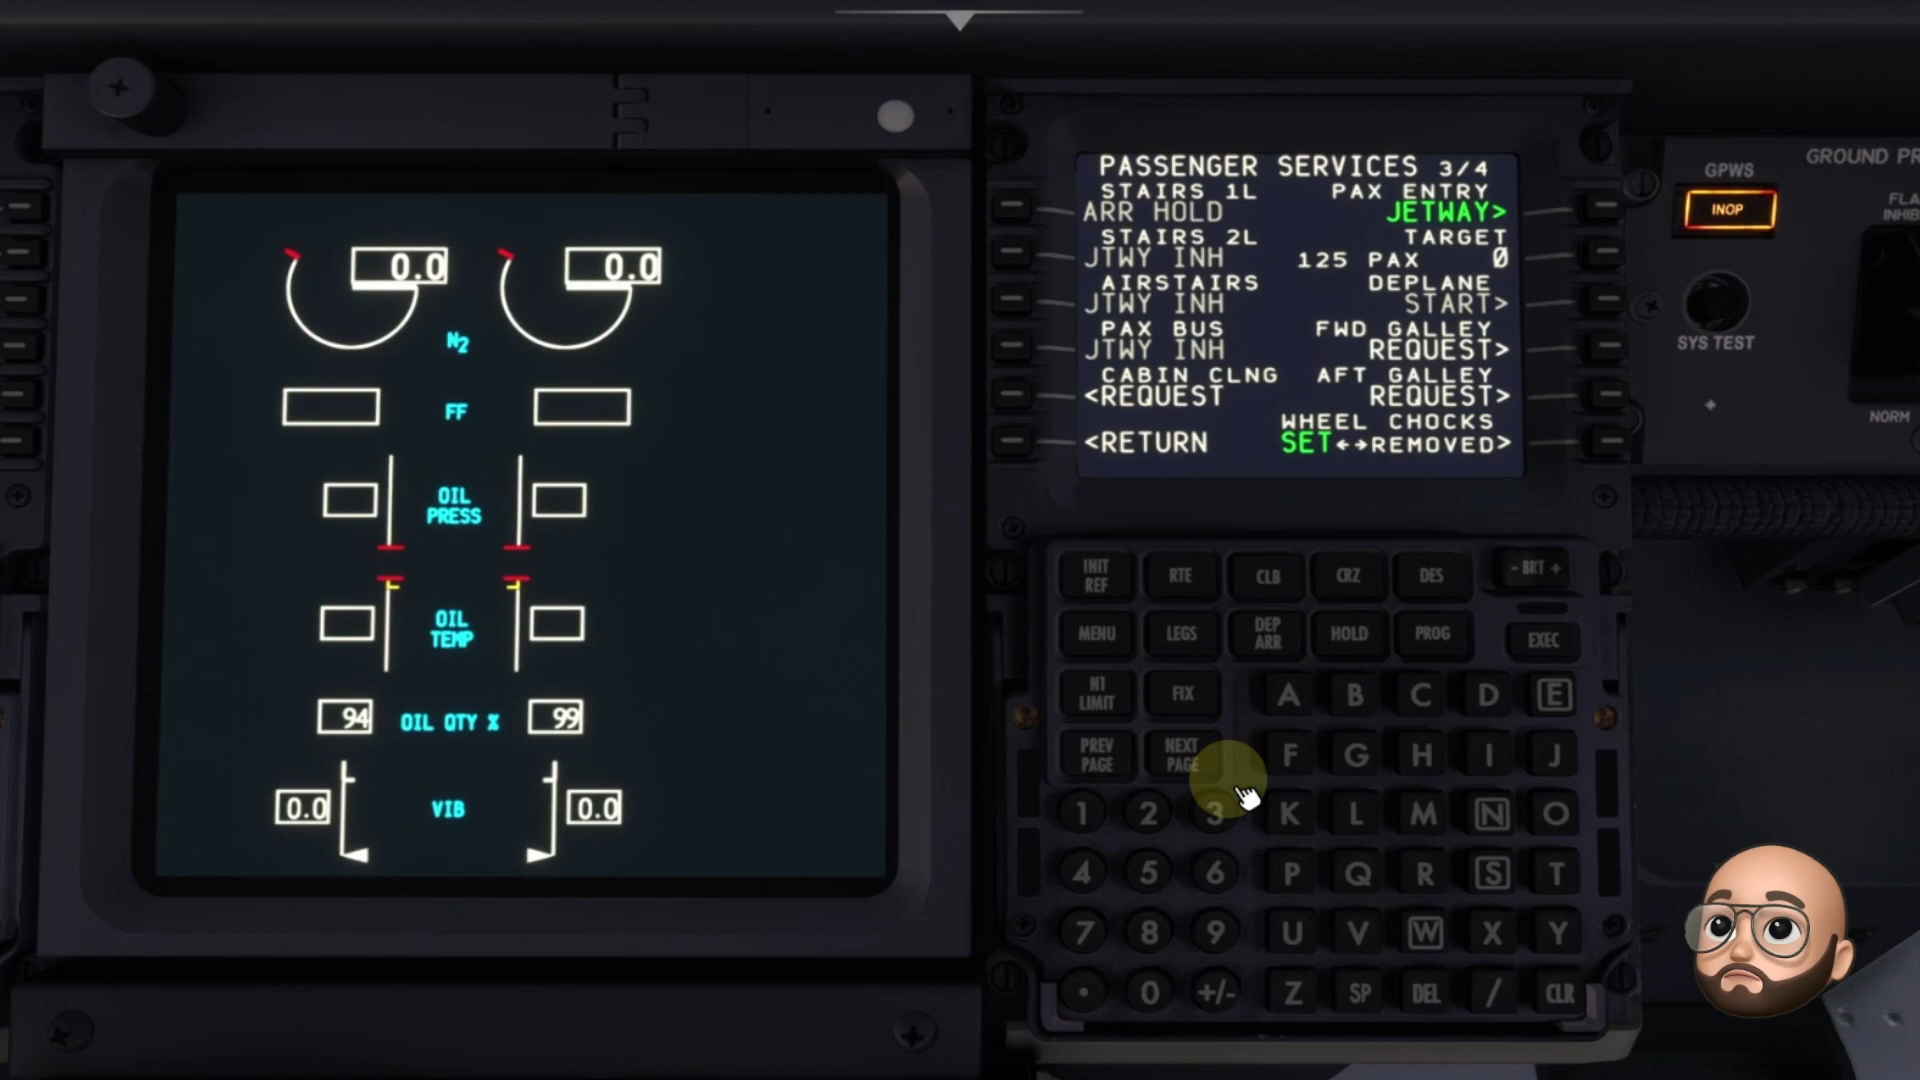 0.0 0.0
N2
FF
OIL
PRESS
OIL
TEMP
94 OIL QTY % 99
0.0 VIB 0.0
PASSENGER SERVICES 3/4
STAIRS 1L PAX ENTRY
ARR HOLD JETWAY>
STAIRS 2L TARGET
JTWY INH 125 PAX 0
AIRSTAIRS DEPLANE
JTWY INH START>
PAX BUS FWD GALLEY
JTWY INH REQUEST>
CABIN CLNG AFT GALLEY
<REQUEST REQUEST>
WHEEL CHOCKS
<RETURN SET←→REMOVED>
INIT
REF
RTE
CLB
CRZ
DES
- BRT +
MENU
LEGS
DEP
ARR
HOLD
PROG
EXEC
N1
LIMIT
FIX
A B C D E
PREV
PAGE
NEXT
PAGE
F G H I J
1 2 3 K L M N O
4 5 6 P Q R S T
7 8 9 U V W X Y
• 0 +/- Z SP DEL / CLR
GROUND
GPWS
INOP
SYS TEST
NORM